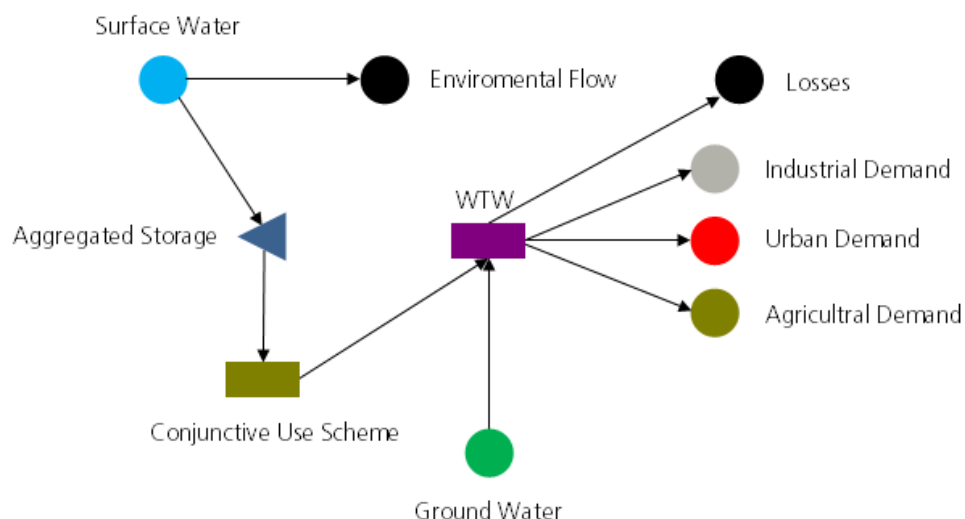 Surface Water
Enviromental Flow
Losses
Industrial Demand
WTW
Aggregated Storage
Urban Demand
Agricultral Demand
Conjunctive Use Scheme
Ground Water